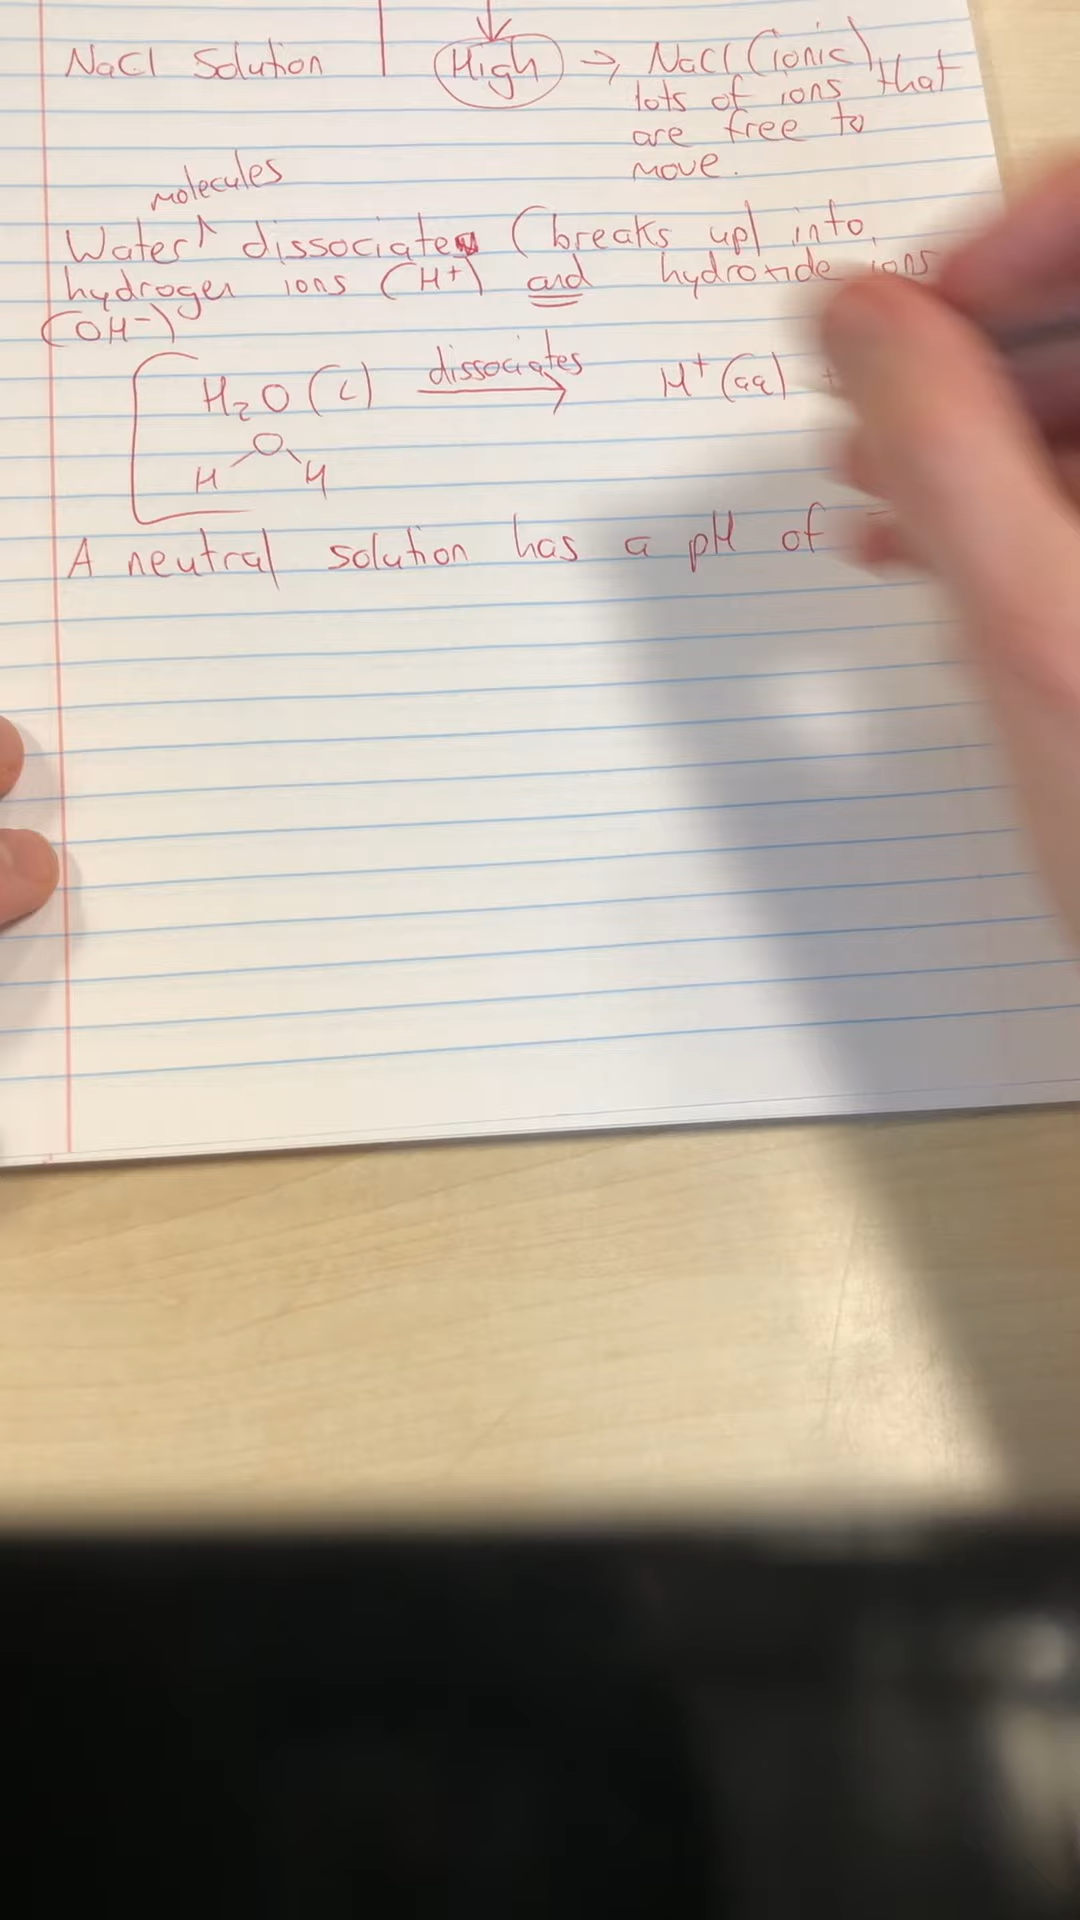 NaCl Solution
High → NaCl (ionic)
lots of ions that
are free to
move.
molecules
Water^ dissociates (breaks up) into
hydrogen ions (H⁺) and hydroxide ions
(OH⁻)
H₂O (L) dissociates → H⁺ (aq) +
O
H H
A neutral solution has a pH of